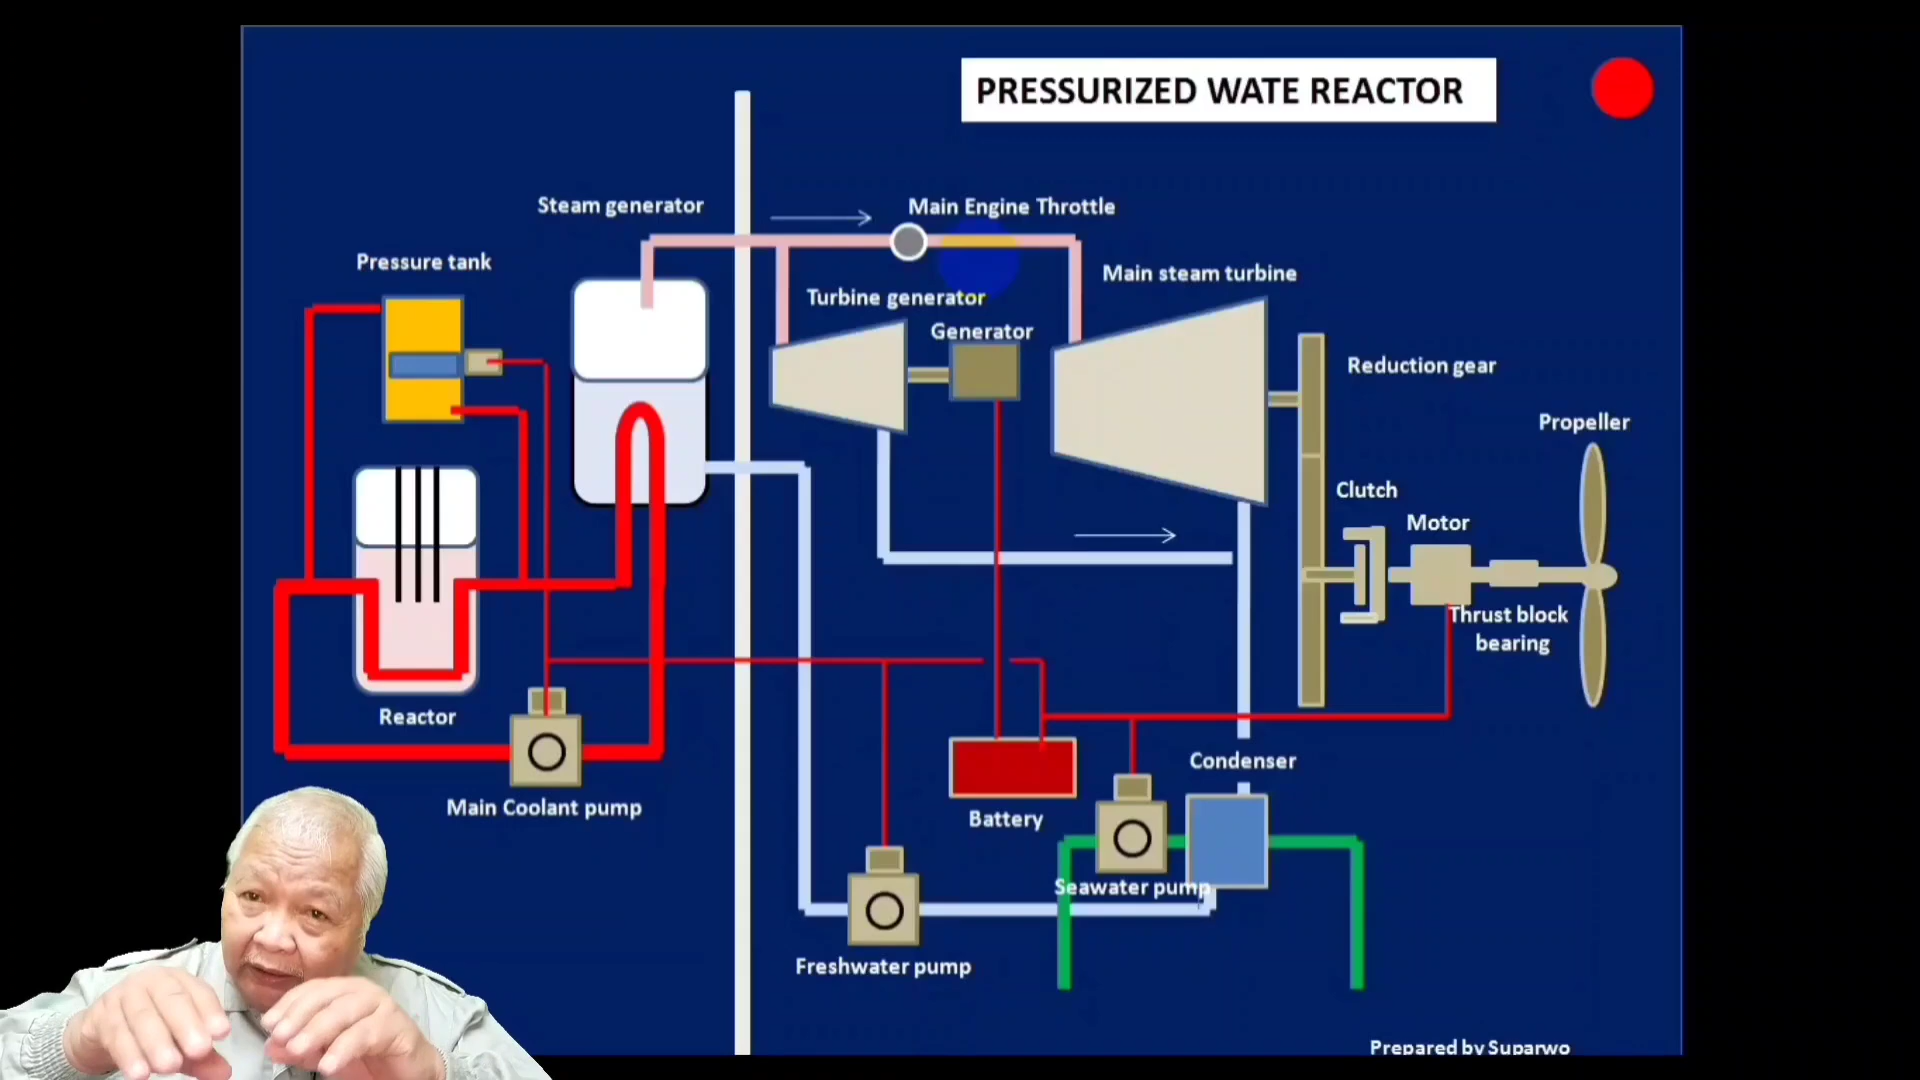 PRESSURIZED WATE REACTOR
Steam generator
Main Engine Throttle
Pressure tank
Main steam turbine
Turbine generator
Generator
Reduction gear
Propeller
Clutch
Motor
Thrust block
bearing
Reactor
Condenser
Main Coolant pump
Battery
Seawater pump
Freshwater pump
Prepared by Suparwo